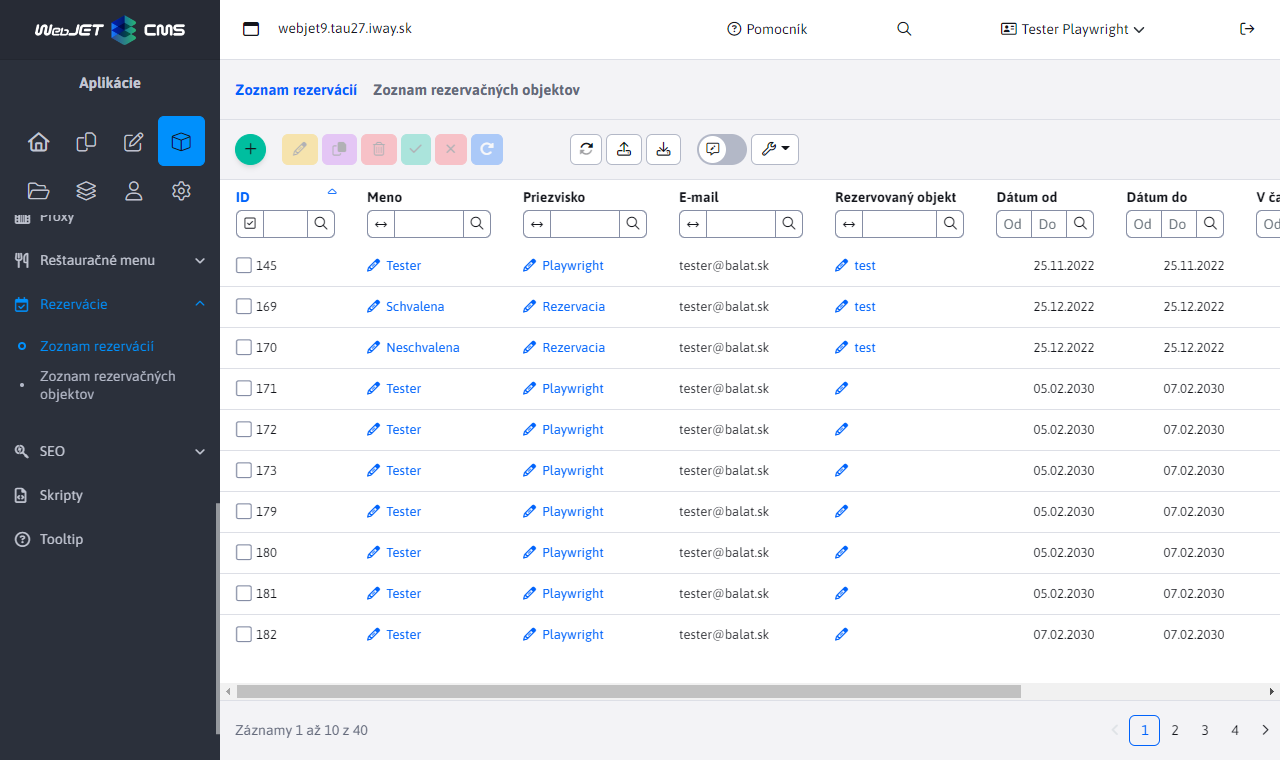 WebJET CMS
webjet9.tau27.iway.sk
Pomocník
Tester Playwright
Aplikácie
Proxy
Reštauračné menu
Rezervácie
Zoznam rezervácií
Zoznam rezervačných
objektov
SEO
Skripty
Tooltip
Zoznam rezervácií Zoznam rezervačných objektov
ID Meno Priezvisko E-mail Rezervovaný objekt Dátum od Dátum do
Od Do Od Do Od
145 Tester Playwright tester@balat.sk test 25.11.2022 25.11.2022
169 Schvalena Rezervacia tester@balat.sk test 25.12.2022 25.12.2022
170 Neschvalena Rezervacia tester@balat.sk test 25.12.2022 25.12.2022
171 Tester Playwright tester@balat.sk 05.02.2030 07.02.2030
172 Tester Playwright tester@balat.sk 05.02.2030 07.02.2030
173 Tester Playwright tester@balat.sk 05.02.2030 07.02.2030
179 Tester Playwright tester@balat.sk 05.02.2030 07.02.2030
180 Tester Playwright tester@balat.sk 05.02.2030 07.02.2030
181 Tester Playwright tester@balat.sk 05.02.2030 07.02.2030
182 Tester Playwright tester@balat.sk 07.02.2030 07.02.2030
Záznamy 1 až 10 z 40
1 2 3 4